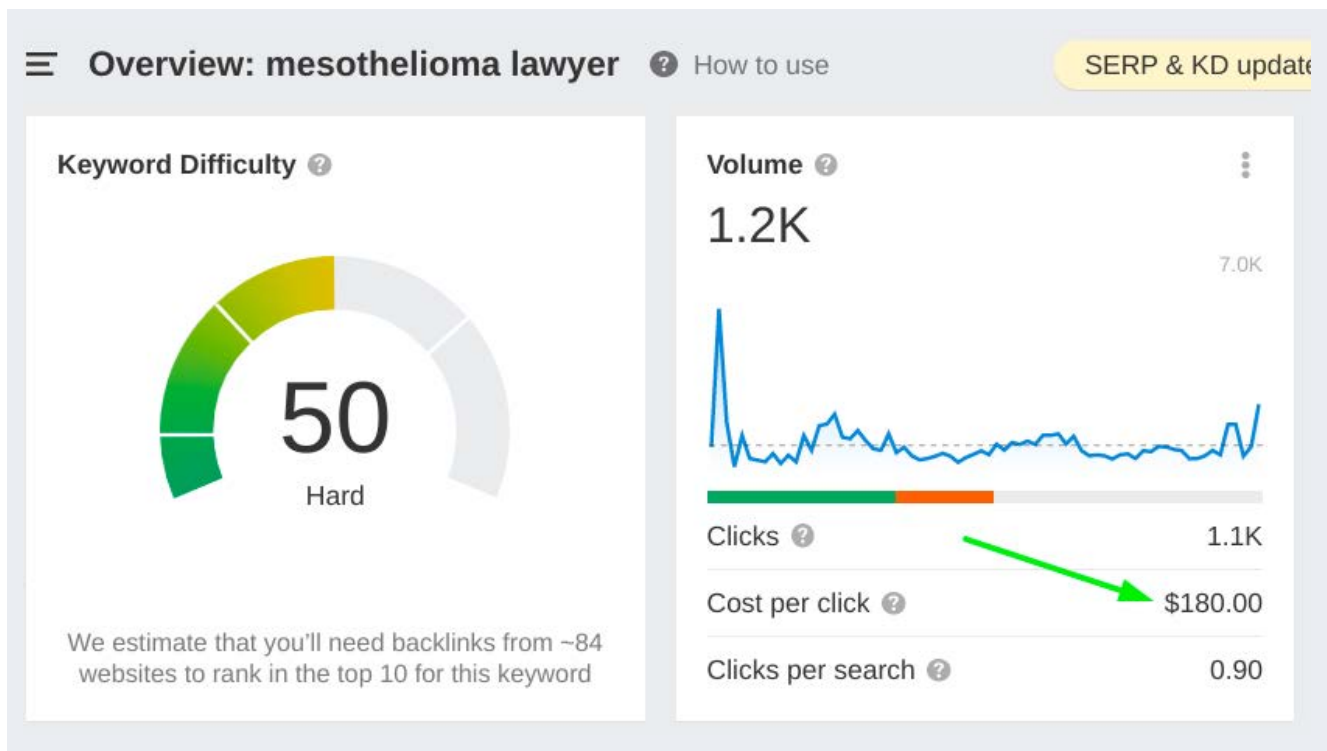 Overview: mesothelioma lawyer ? How to use
SERP & KD update
Keyword Difficulty ?
50
Hard
We estimate that you'll need backlinks from ~84
websites to rank in the top 10 for this keyword
Volume ?
1.2K
7.0K
Clicks ? 1.1K
Cost per click ? $180.00
Clicks per search ? 0.90